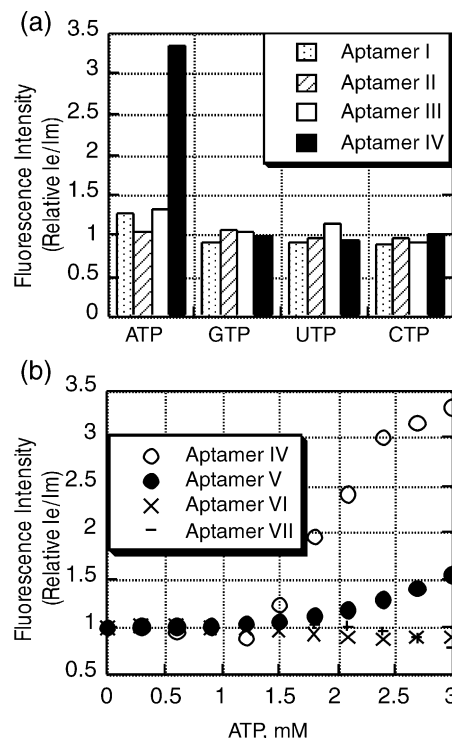 (a)
3.5
3
2.5
2
1.5
1
0.5
0
Fluorescence Intensity
(Relative Ie/Im)
Aptamer I
Aptamer II
Aptamer III
Aptamer IV
ATP GTP UTP CTP
(b)
3.5
3
2.5
2
1.5
1
0.5
Fluorescence Intensity
(Relative Ie/Im)
Aptamer IV
Aptamer V
Aptamer VI
Aptamer VII
0 0.5 1 1.5 2 2.5 3
ATP, mM